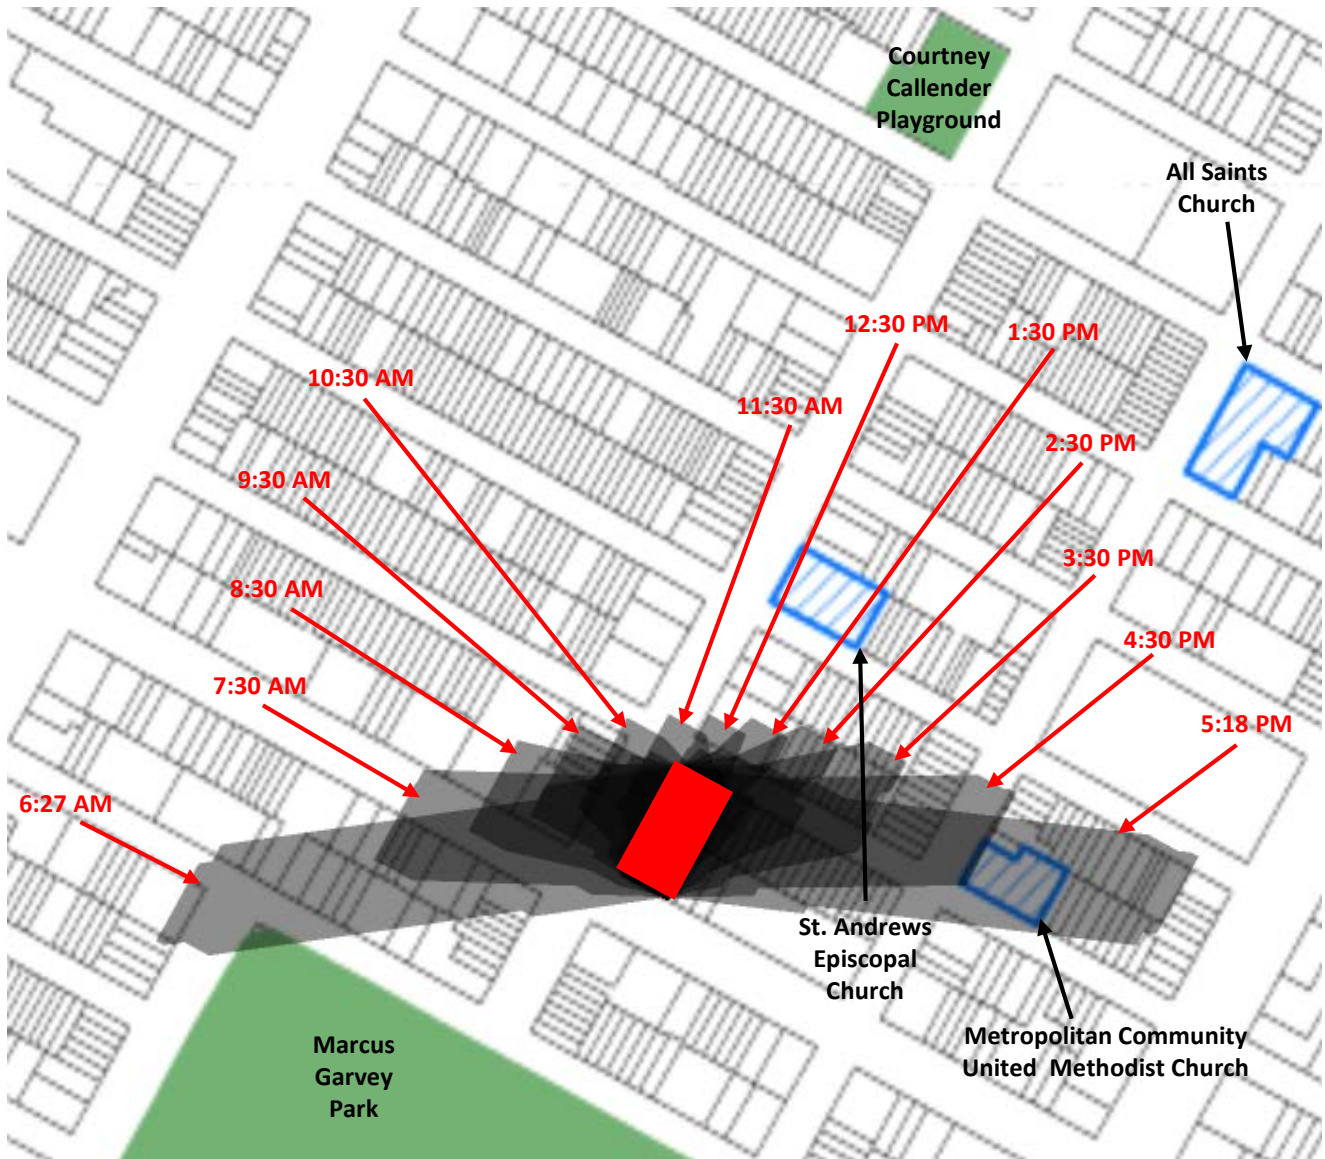 Courtney
Callender
Playground
All Saints
Church
12:30 PM
1:30 PM
10:30 AM
11:30 AM
2:30 PM
9:30 AM
3:30 PM
8:30 AM
4:30 PM
7:30 AM
5:18 PM
6:27 AM
St. Andrews
Episcopal
Church
Metropolitan Community
United Methodist Church
Marcus
Garvey
Park